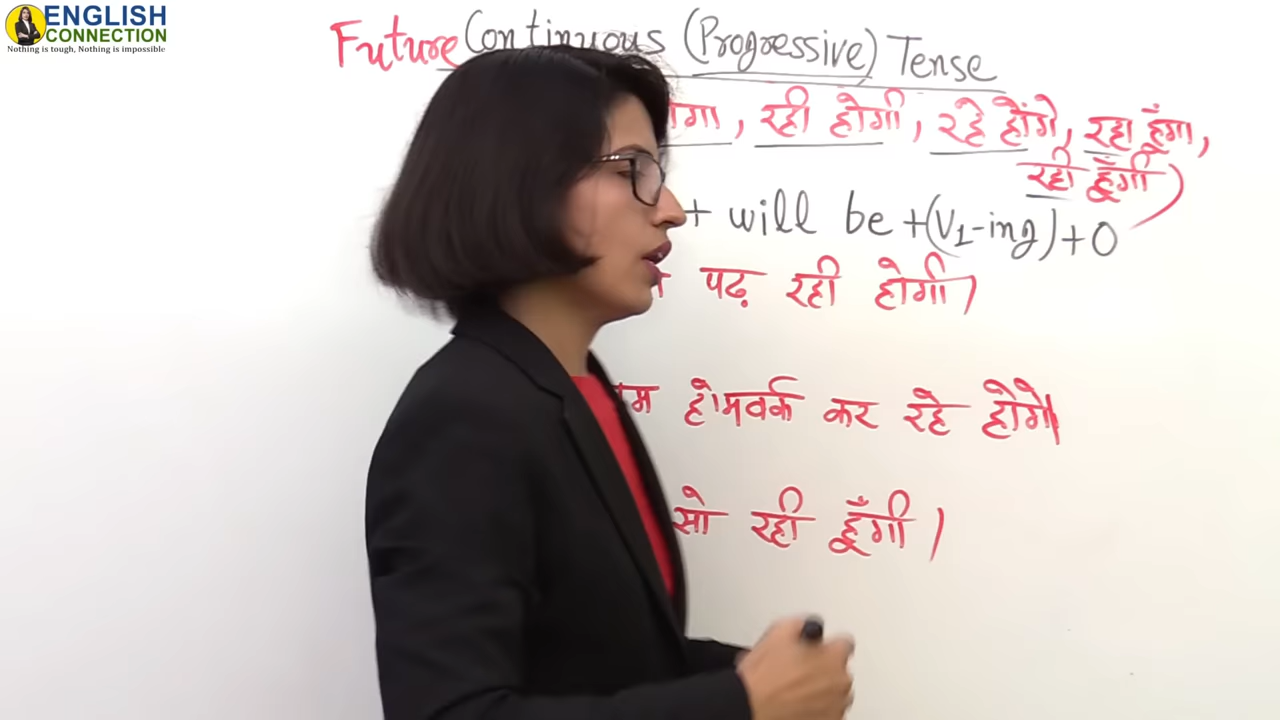 ENGLISH
CONNECTION
Nothing is tough, Nothing is impossible
Future Continuous (Progressive) Tense
रही होगी, रहे होंगे, रहा हूँगा,
रही हूँगी)
+ will be +(V1-ing)+O
पढ़ रही होगी।
होमवर्क कर रहे होंगे।
सो रही हूँगी।